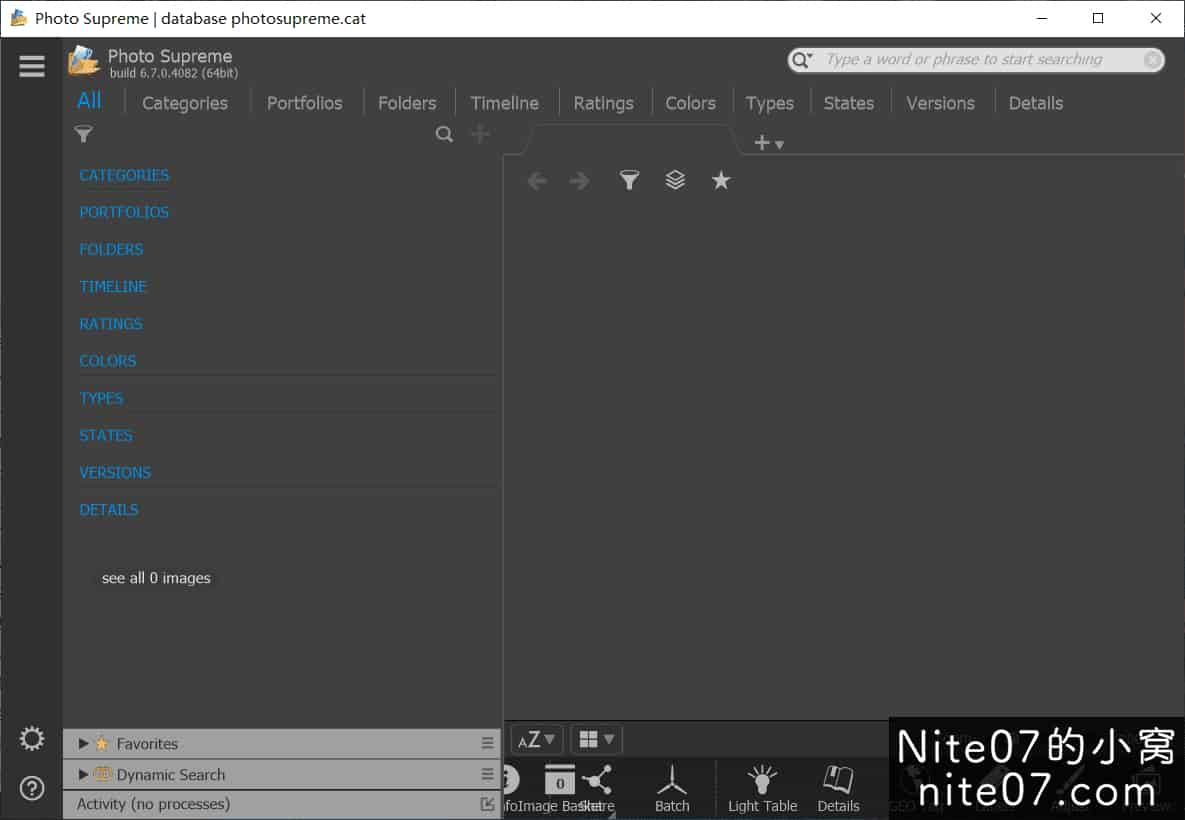 Photo Supreme | database photosupreme.cat
Photo Supreme
build 6.7.0.4082 (64bit)
Type a word or phrase to start searching
All Categories Portfolios Folders Timeline Ratings Colors Types States Versions Details
CATEGORIES
PORTFOLIOS
FOLDERS
TIMELINE
RATINGS
COLORS
TYPES
STATES
VERSIONS
DETAILS
see all 0 images
Favorites
AZ
Dynamic Search
0
Activity (no processes)
Image Basket Share Batch Light Table Details
Nite07的小窝
nite07.com